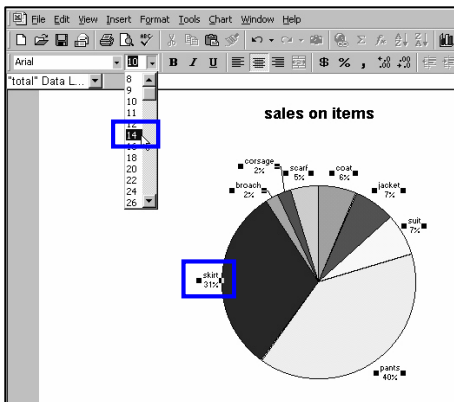 File Edit View Insert Format Tools Chart Window Help
Arial 10 B I U $ % ,
"total" Data L...
8
9
10
11
12
14
16
18
20
22
24
26
sales on items
corsage
2%
scarf
5%
coat
6%
broach
2%
jacket
7%
suit
7%
skirt
31%
pants
40%